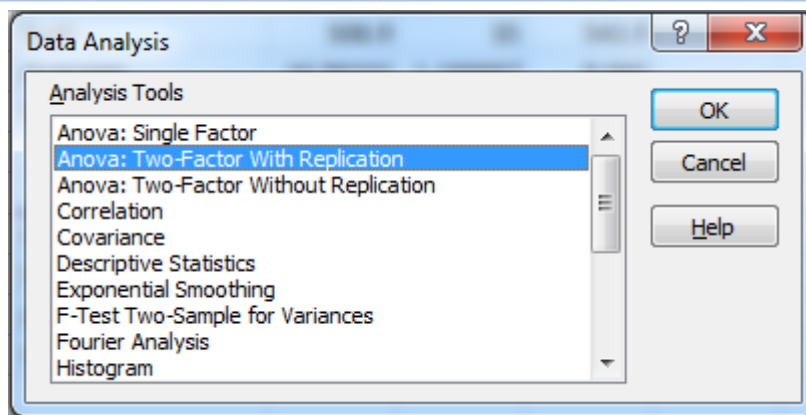 Data Analysis
?
X
Analysis Tools
Anova: Single Factor
Anova: Two-Factor With Replication
Anova: Two-Factor Without Replication
Correlation
Covariance
Descriptive Statistics
Exponential Smoothing
F-Test Two-Sample for Variances
Fourier Analysis
Histogram
OK
Cancel
Help